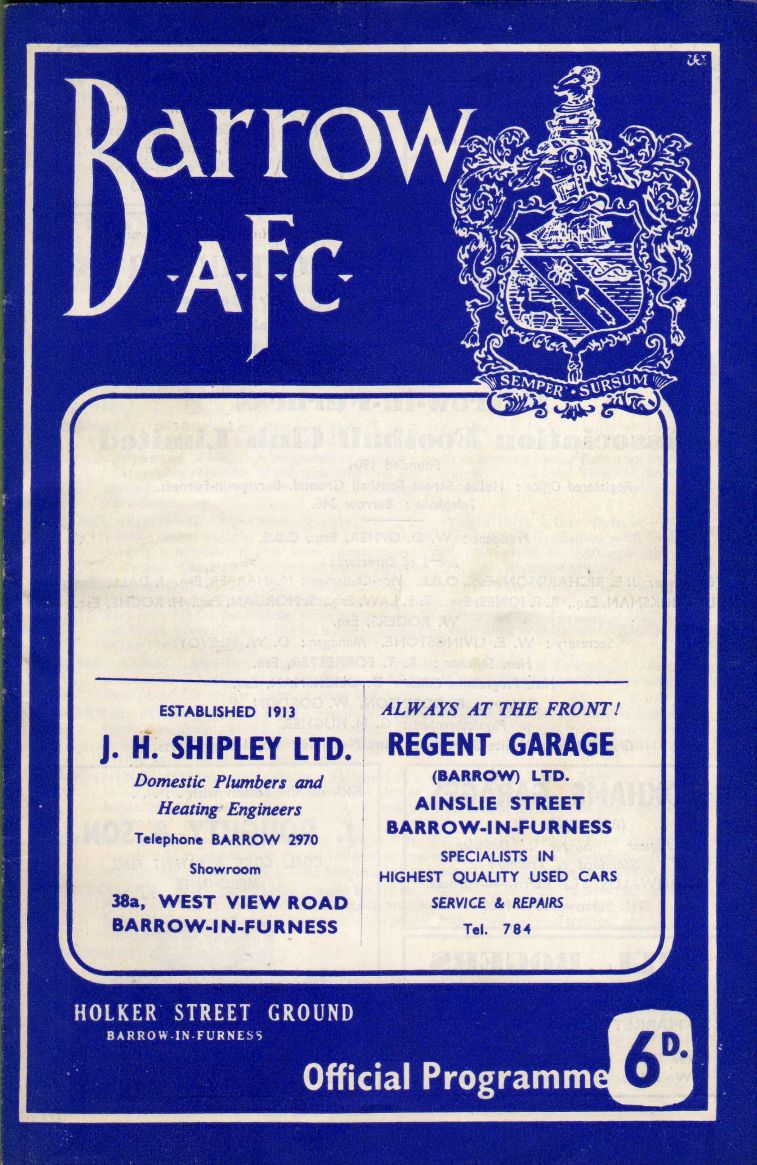 Barrow
A.F.C.
SEMPER · SURSUM
ESTABLISHED 1913
J. H. SHIPLEY LTD.
Domestic Plumbers and
Heating Engineers
Telephone BARROW 2970
Showroom
38a, WEST VIEW ROAD
BARROW-IN-FURNESS
ALWAYS AT THE FRONT!
REGENT GARAGE
(BARROW) LTD.
AINSLIE STREET
BARROW-IN-FURNESS
SPECIALISTS IN
HIGHEST QUALITY USED CARS
SERVICE & REPAIRS
Tel. 784
HOLKER STREET GROUND
BARROW-IN-FURNESS
Official Programme 6D.